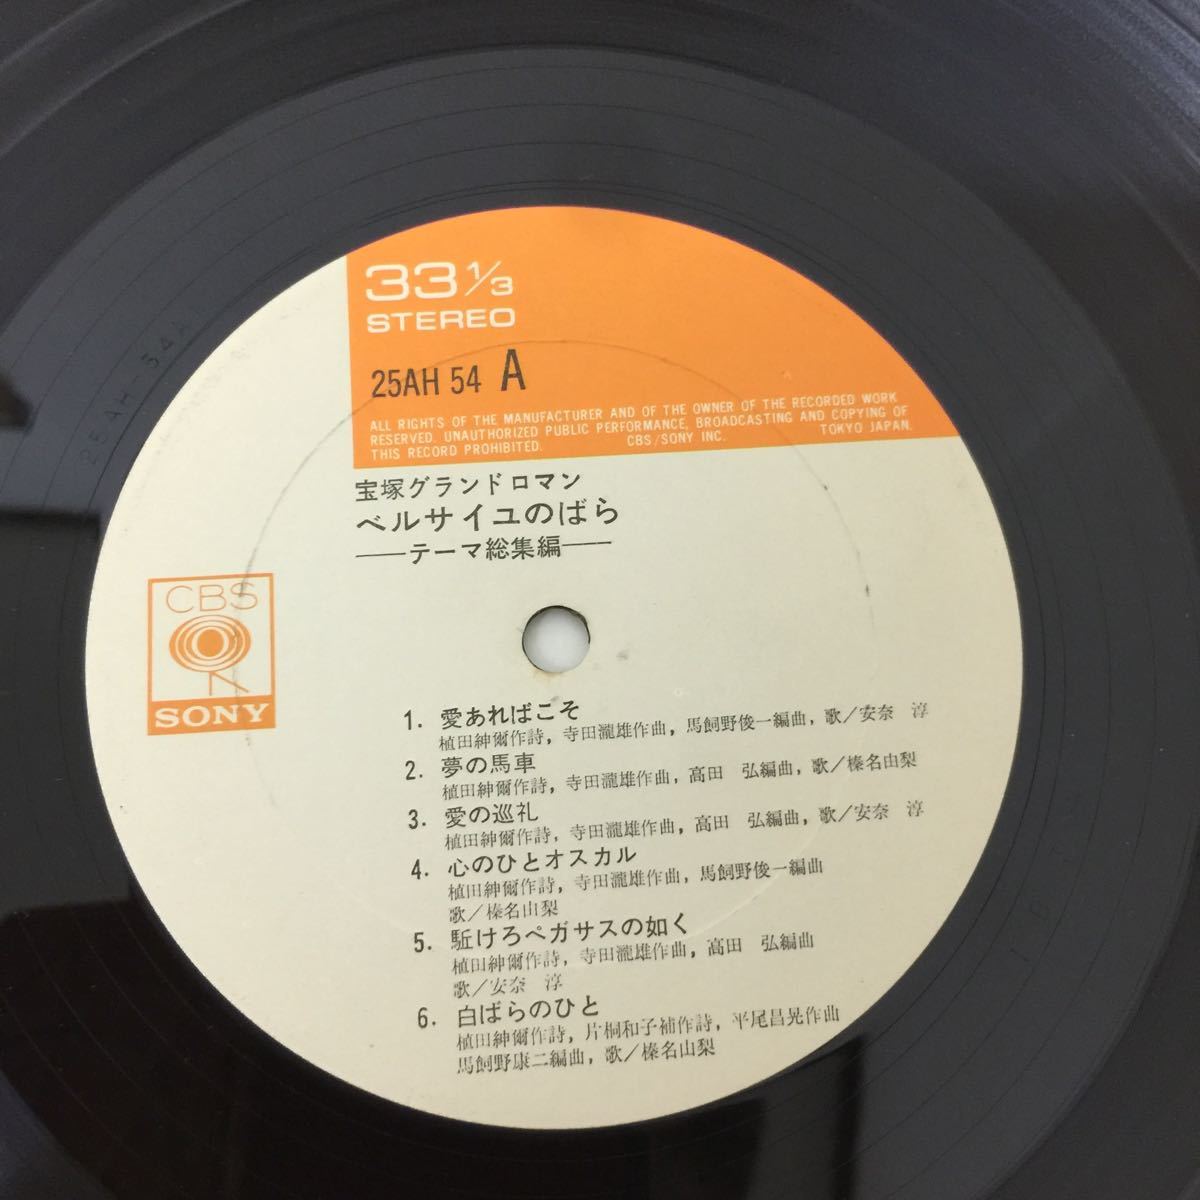 33 1/3
STEREO
25AH 54 A
ALL RIGHTS OF THE MANUFACTURER AND OF THE OWNER OF THE RECORDED WORK
RESERVED. UNAUTHORIZED PUBLIC PERFORMANCE, BROADCASTING AND COPYING OF
THIS RECORD PROHIBITED. CBS/SONY INC. TOKYO JAPAN.
宝塚グランドロマン
ベルサイユのばら
——テーマ総集編——
CBS
SONY
1. 愛あればこそ
植田紳爾作詩，寺田瀧雄作曲，馬飼野俊一編曲，歌／安奈　淳
2. 夢の馬車
植田紳爾作詩，寺田瀧雄作曲，高田　弘編曲，歌／榛名由梨
3. 愛の巡礼
植田紳爾作詩，寺田瀧雄作曲，高田　弘編曲，歌／安奈　淳
4. 心のひとオスカル
植田紳爾作詩，寺田瀧雄作曲，馬飼野俊一編曲
歌／榛名由梨
5. 駈けろペガサスの如く
植田紳爾作詩，寺田瀧雄作曲，高田　弘編曲
歌／安奈　淳
6. 白ばらのひと
植田紳爾作詩，片桐和子補作詩，平尾昌晃作曲
馬飼野康二編曲，歌／榛名由梨
25AH-54A1